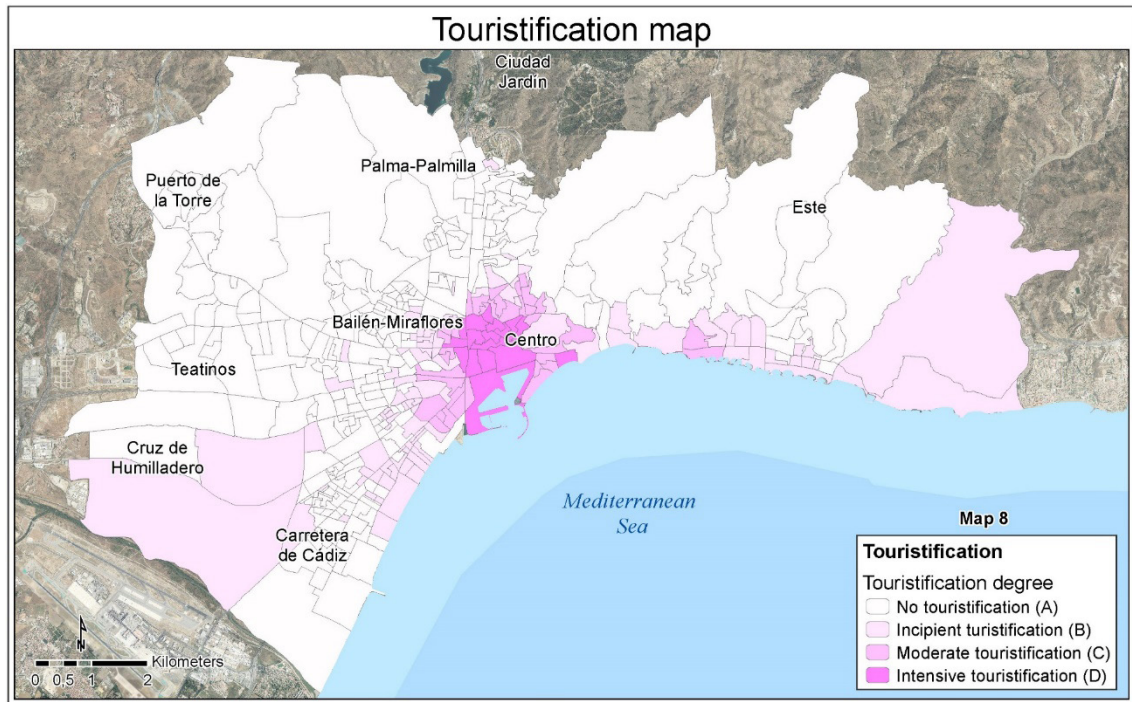 Touristification map
Ciudad
Jardín
Palma-Palmilla
Puerto de
la Torre
Este
Bailén-Miraflores
Centro
Teatinos
Cruz de
Humilladero
Mediterranean
Sea
Carretera
de Cádiz
Map 8
Touristification
Touristification degree
No touristification (A)
Incipient turistification (B)
Moderate touristification (C)
Intensive touristification (D)
N
Kilometers
0 0,5 1 2